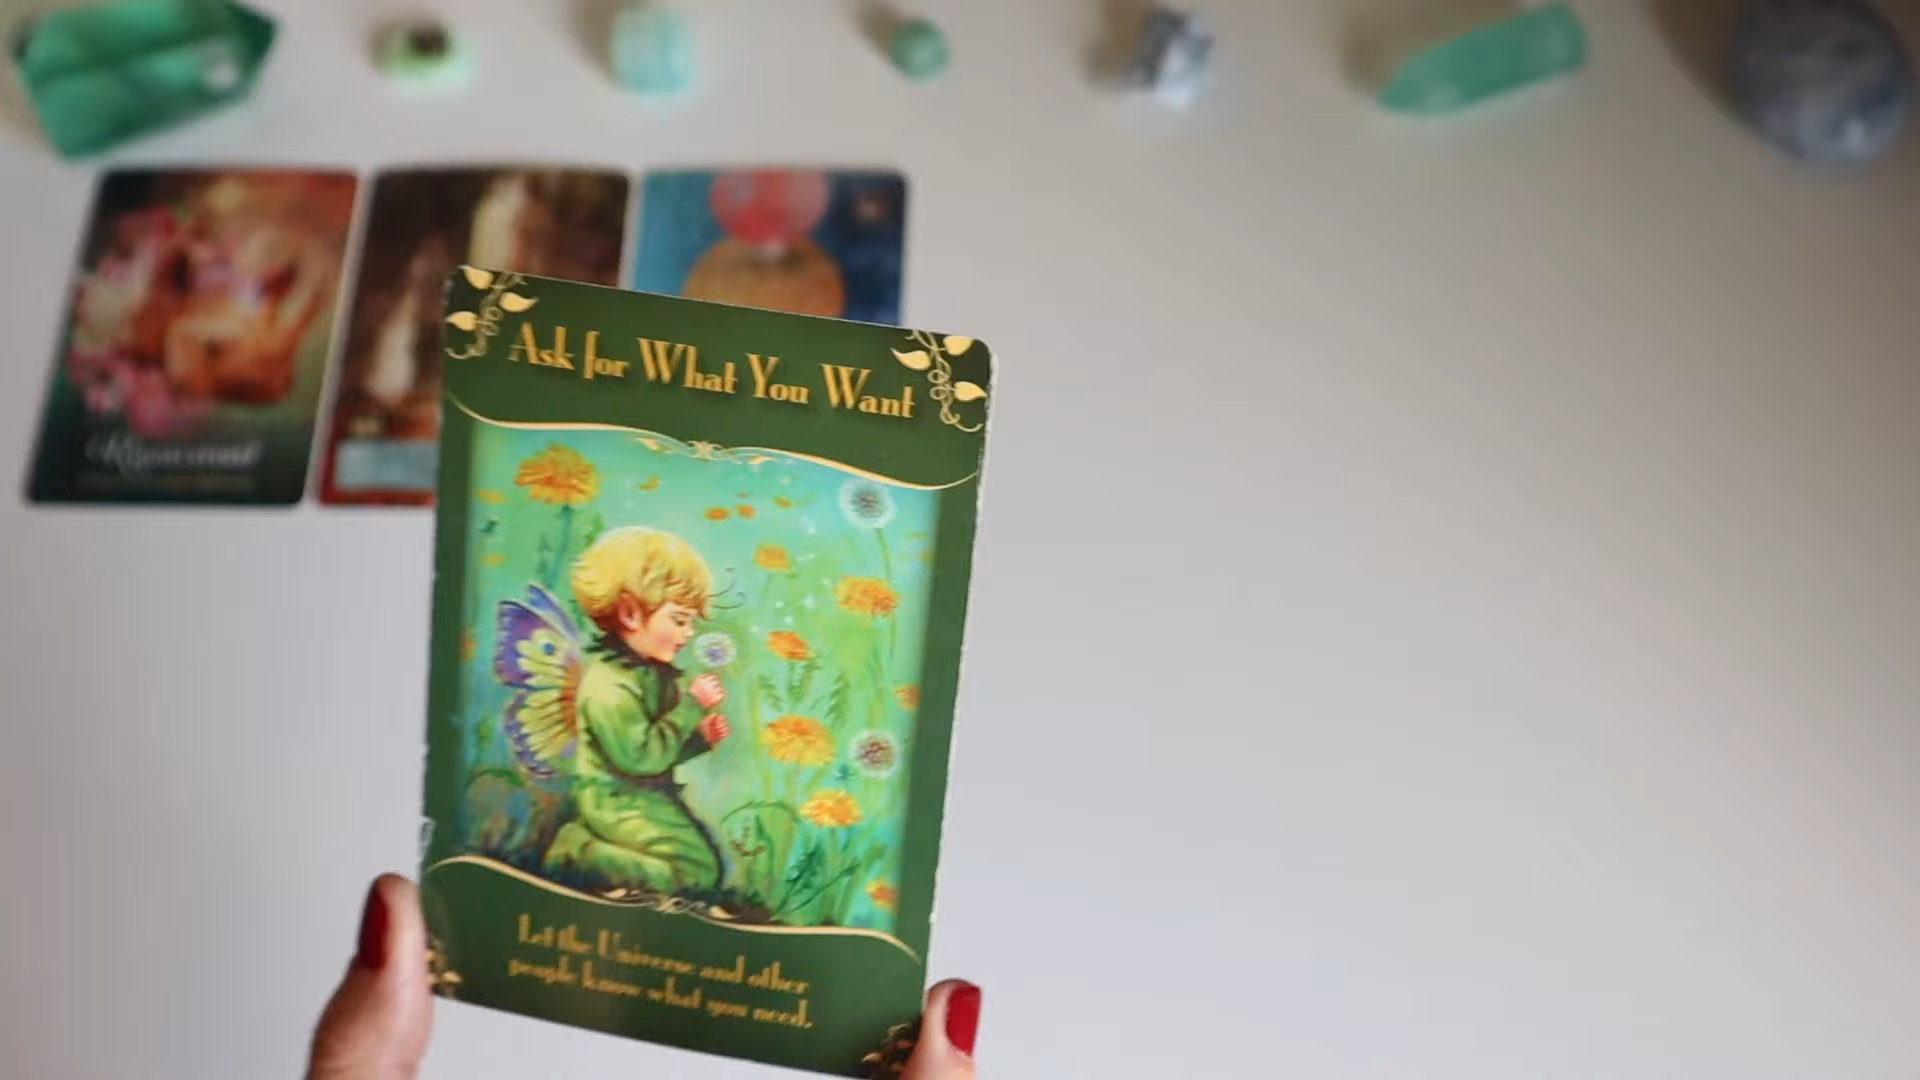 Ask for What You Want
Let the Universe and other
people know what you need.